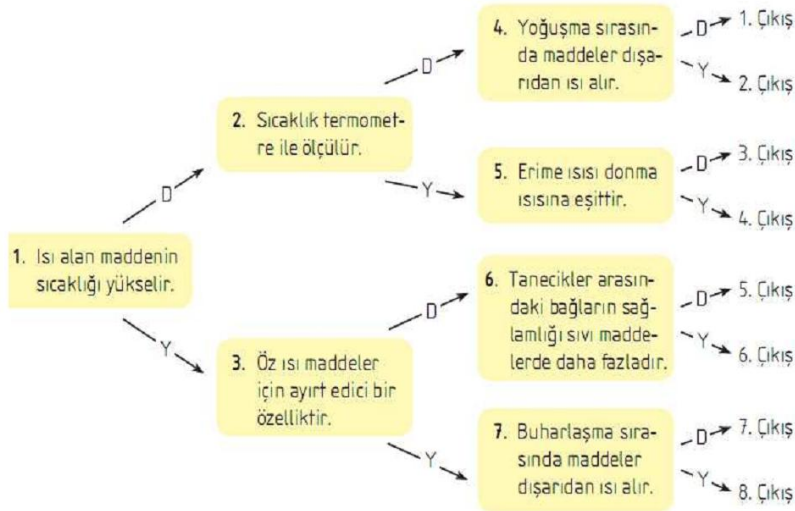 1. Isı alan maddenin
sıcaklığı yükselir.
D
Y
2. Sıcaklık termomet-
re ile ölçülür.
D
Y
3. Öz ısı maddeler
için ayırt edici bir
özelliktir.
D
Y
4. Yoğuşma sırasın-
da maddeler dışa-
rıdan ısı alır.
D
1. Çıkış
Y
2. Çıkış
5. Erime ısısı donma
ısısına eşittir.
D
3. Çıkış
Y
4. Çıkış
6. Tanecikler arasın-
daki bağların sağ-
lamlığı sıvı madde-
lerde daha fazladır.
D
5. Çıkış
Y
6. Çıkış
7. Buharlaşma sıra-
sında maddeler
dışarıdan ısı alır.
D
7. Çıkış
Y
8. Çıkış